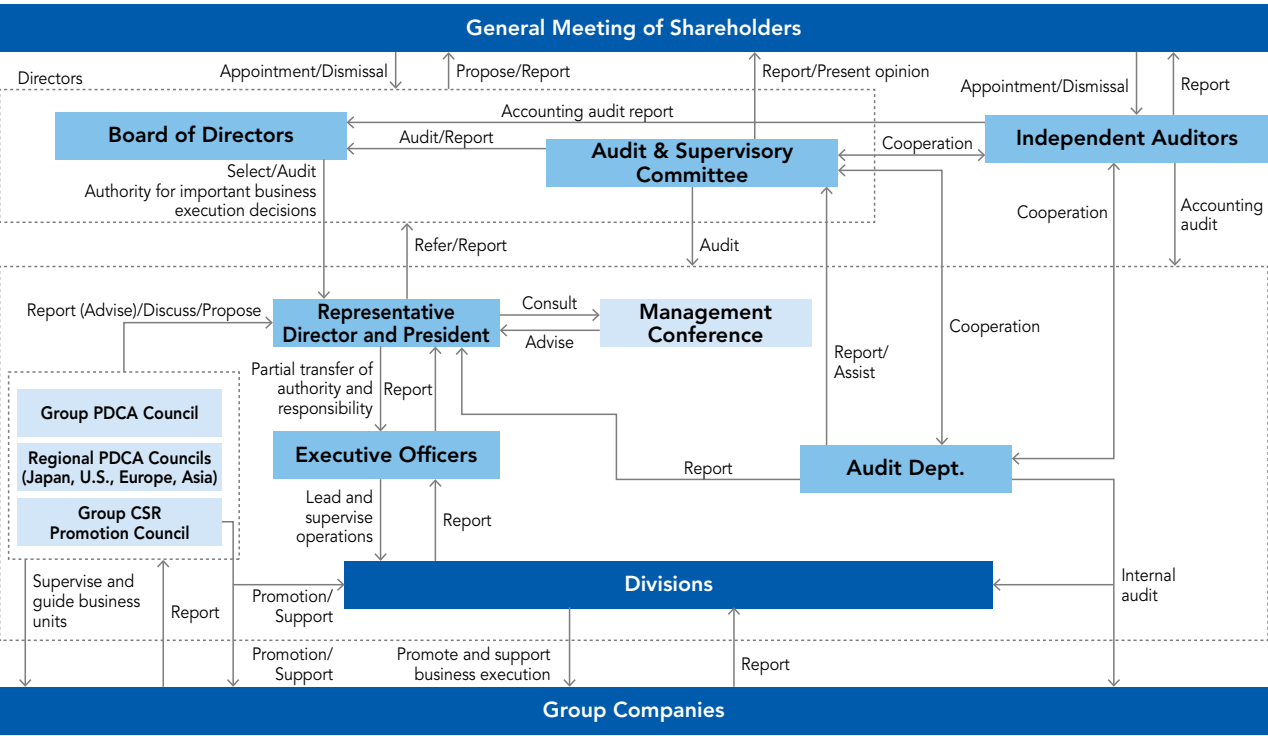 General Meeting of Shareholders
Directors
Appointment/Dismissal
Propose/Report
Report/Present opinion
Appointment/Dismissal
Report
Accounting audit report
Board of Directors
Audit/Report
Audit & Supervisory
Committee
Cooperation
Independent Auditors
Select/Audit
Authority for important business
execution decisions
Refer/Report
Audit
Cooperation
Accounting
audit
Report (Advise)/Discuss/Propose
Representative
Director and President
Consult
Advise
Management
Conference
Cooperation
Report/
Assist
Partial transfer of
authority and
responsibility
Report
Group PDCA Council
Regional PDCA Councils
(Japan, U.S., Europe, Asia)
Group CSR
Promotion Council
Executive Officers
Report
Audit Dept.
Lead and
supervise
operations
Report
Supervise and
guide business
units
Report
Promotion/
Support
Divisions
Internal
audit
Promotion/
Support
Promote and support
business execution
Report
Group Companies